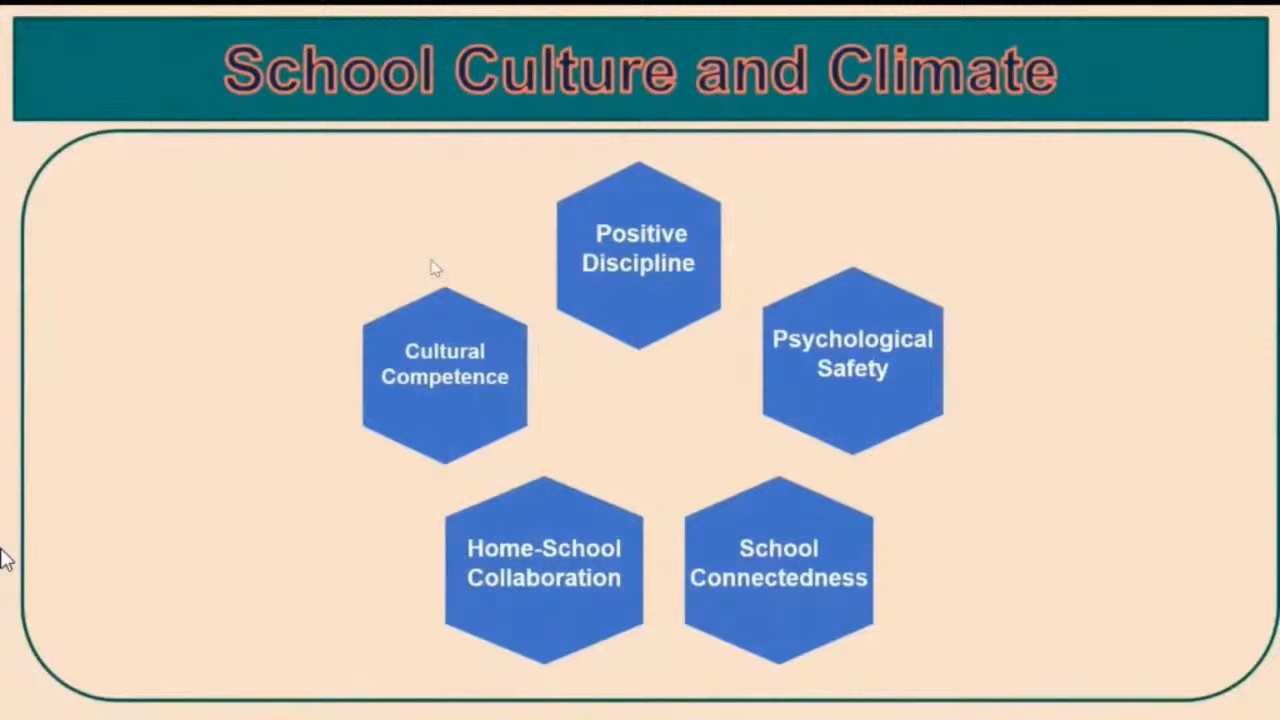 School Culture and Climate
Positive
Discipline
Psychological
Safety
Cultural
Competence
Home-School
Collaboration
School
Connectedness